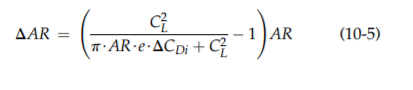 ΔAR = (C_L^2 / (π·AR·e·ΔC_Di + C_L^2) − 1) AR (10-5)